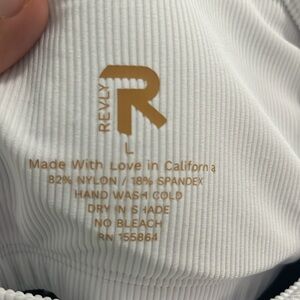 REVLY
R
L
Made With Love in California
82% NYLON / 18% SPANDEX
HAND WASH COLD
DRY IN SHADE
NO BLEACH
RN 155864